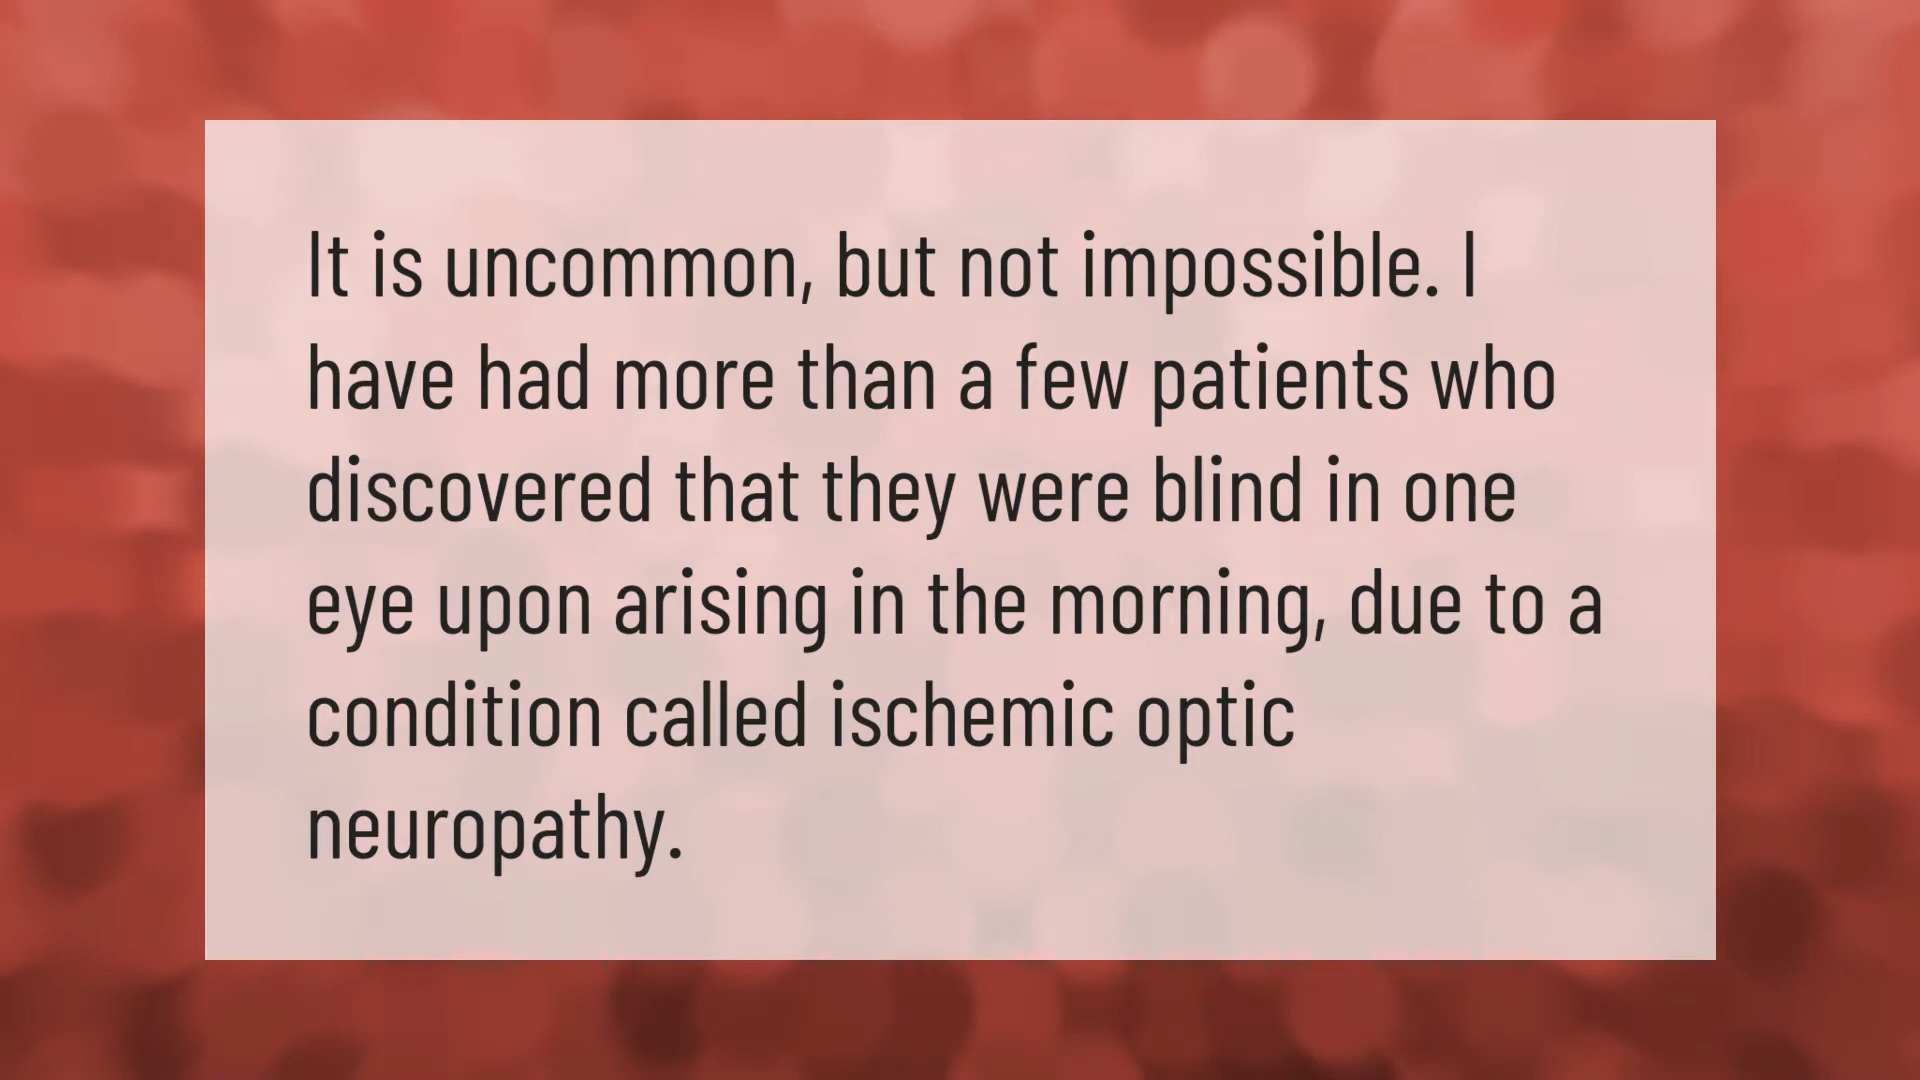 It is uncommon, but not impossible. I
have had more than a few patients who
discovered that they were blind in one
eye upon arising in the morning, due to a
condition called ischemic optic
neuropathy.